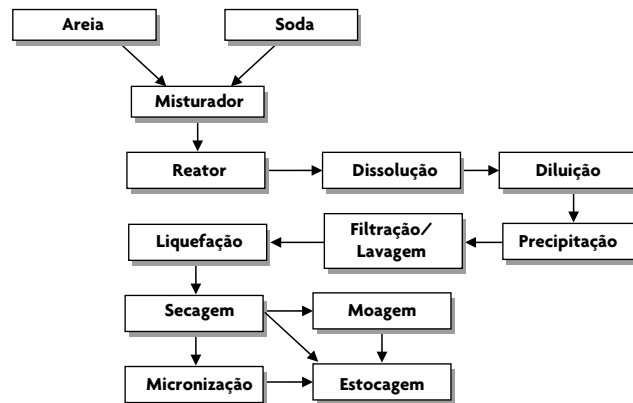 Areia
Soda
Misturador
Reator
Dissolução
Diluição
Liquefação
Filtração/
Lavagem
Precipitação
Secagem
Moagem
Micronização
Estocagem